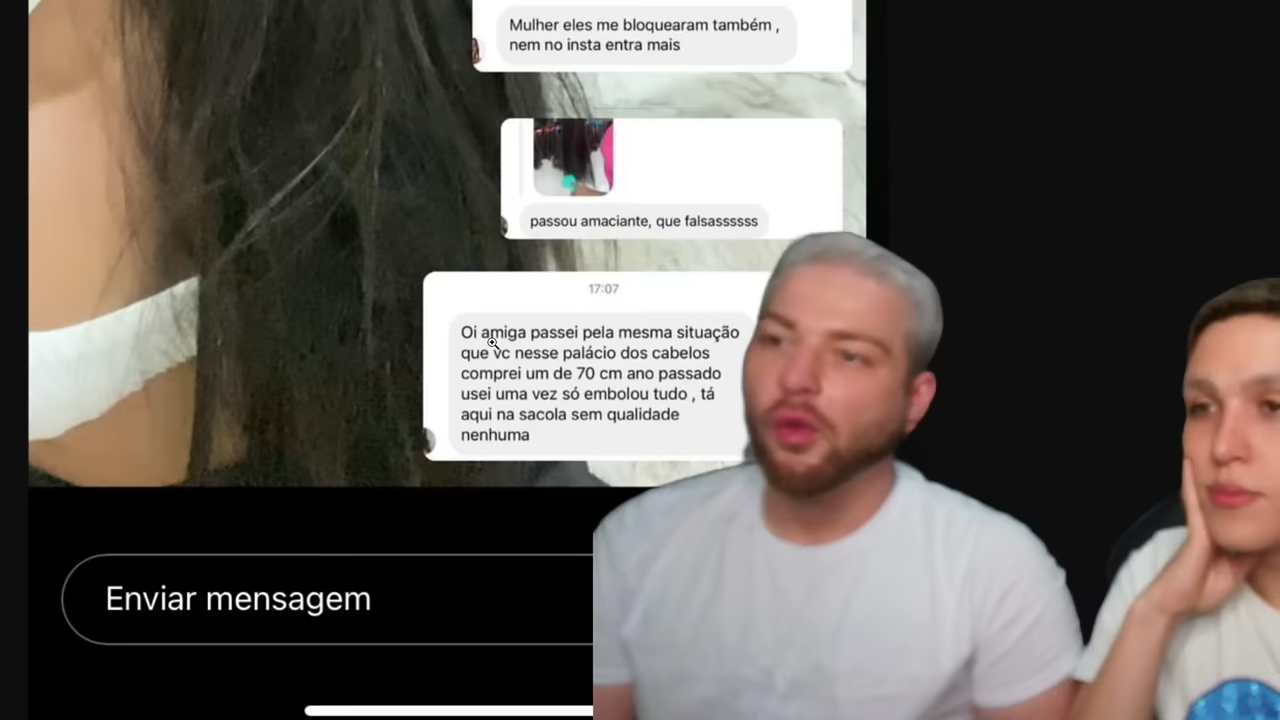 Mulher eles me bloquearam também ,
nem no insta entra mais
passou amaciante, que falsassssss
17:07
Oi amiga passei pela mesma situação
que vc nesse palácio dos cabelos
comprei um de 70 cm ano passado
usei uma vez só embolou tudo , tá
aqui na sacola sem qualidade
nenhuma
Enviar mensagem